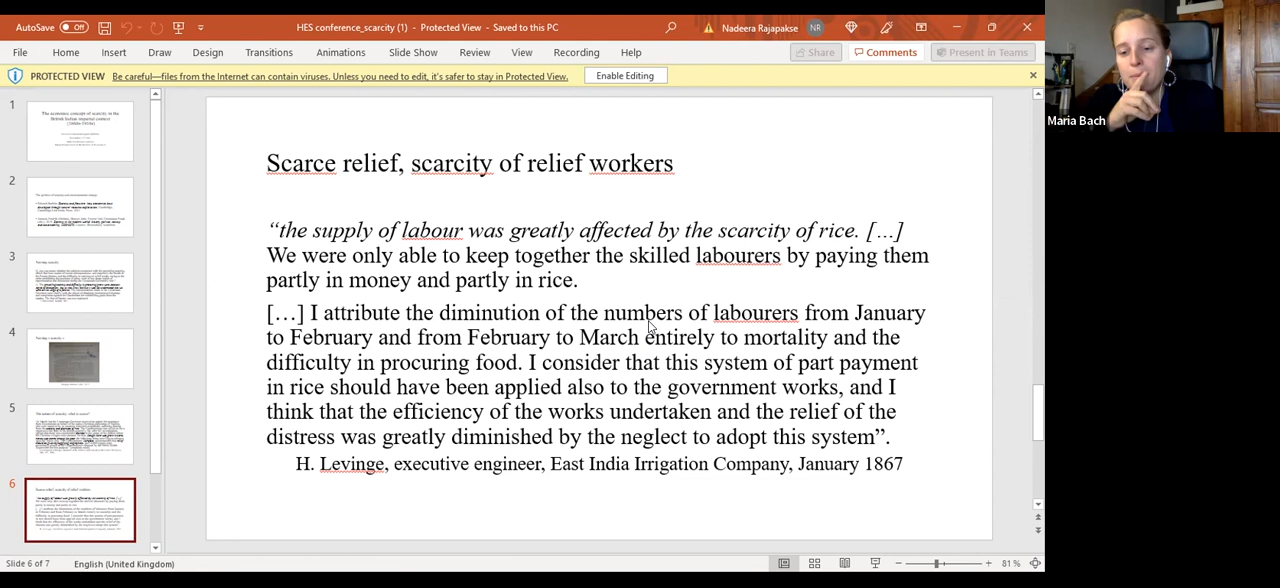 AutoSave Off HFS conference_scarcity (1) - Protected View - Saved to this PC Nadeera Rajapakse NR
File Home Insert Draw Design Transitions Animations Slide Show Review View Recording Help Share Comments Present in Teams
PROTECTED VIEW Be careful—files from the Internet can contain viruses. Unless you need to edit, it's safer to stay in Protected View. Enable Editing
Maria Bach
1
2
3
4
5
6
Scarce relief, scarcity of relief workers
“the supply of labour was greatly affected by the scarcity of rice. […]
We were only able to keep together the skilled labourers by paying them
partly in money and partly in rice.
[…] I attribute the diminution of the numbers of labourers from January
to February and from February to March entirely to mortality and the
difficulty in procuring food. I consider that this system of part payment
in rice should have been applied also to the government works, and I
think that the efficiency of the works undertaken and the relief of the
distress was greatly diminished by the neglect to adopt this system”.
H. Levinge, executive engineer, East India Irrigation Company, January 1867
Slide 6 of 7 English (United Kingdom) 81 %